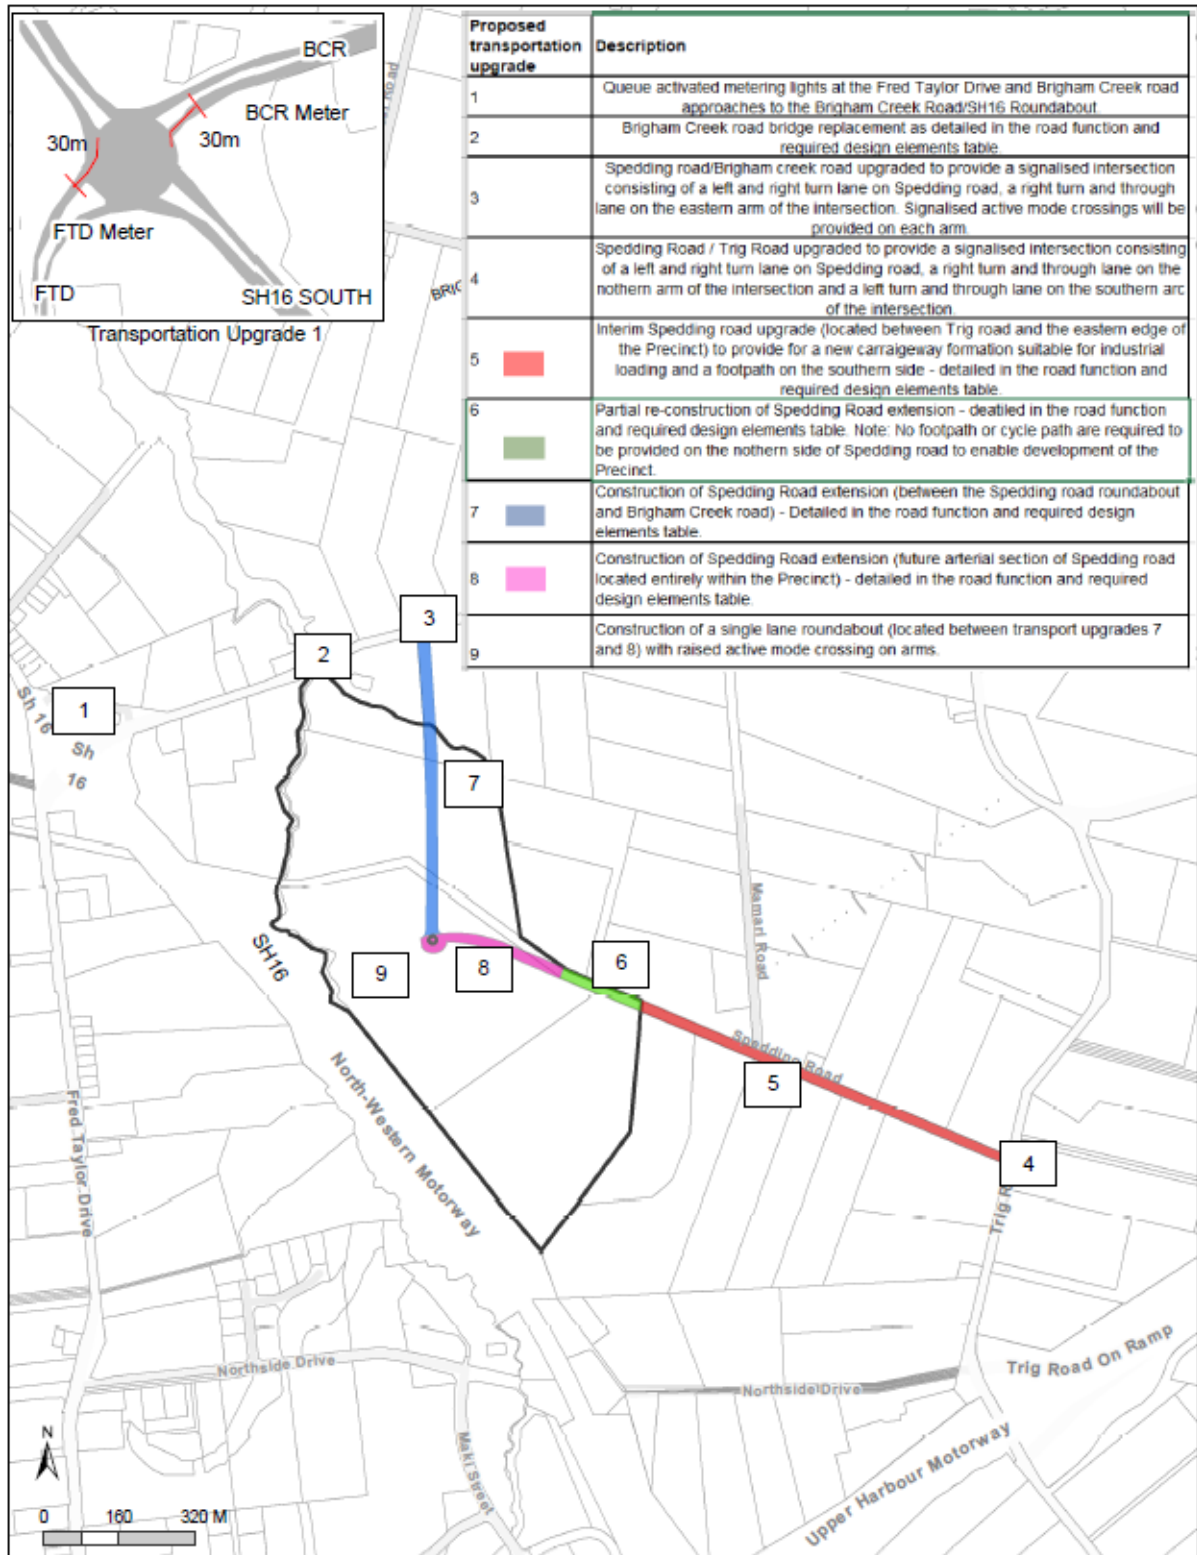 BCR
BCR Meter
30m
30m
FTD Meter
FTD
SH16 SOUTH
Transportation Upgrade 1
Proposed
transportation
upgrade
Description
1
Queue activated metering lights at the Fred Taylor Drive and Brigham Creek road
approaches to the Brigham Creek Road/SH16 Roundabout.
2
Brigham Creek road bridge replacement as detailed in the road function and
required design elements table.
3
Spedding road/Brigham creek road upgraded to provide a signalised intersection
consisting of a left and right turn lane on Spedding road, a right turn and through
lane on the eastern arm of the intersection. Signalised active mode crossings will be
provided on each arm.
4
Spedding Road / Trig Road upgraded to provide a signalised intersection consisting
of a left and right turn lane on Spedding road, a right turn and through lane on the
nothern arm of the intersection and a left turn and through lane on the southern arc
of the intersection.
5
Interim Spedding road upgrade (located between Trig road and the eastern edge of
the Precinct) to provide for a new carraigeway formation suitable for industrial
loading and a footpath on the southern side - detailed in the road function and
required design elements table.
6
Partial re-construction of Spedding Road extension - deatiled in the road function
and required design elements table. Note: No footpath or cycle path are required to
be provided on the nothern side of Spedding road to enable development of the
Precinct.
7
Construction of Spedding Road extension (between the Spedding road roundabout
and Brigham Creek road) - Detailed in the road function and required design
elements table.
8
Construction of Spedding Road extension (future arterial section of Spedding road
located entirely within the Precinct) - detailed in the road function and required
design elements table.
9
Construction of a single lane roundabout (located between transport upgrades 7
and 8) with raised active mode crossing on arms.
Road
BRIG
3
2
1
Sh 16
Sh
16
7
SH16
9
8
6
Mamari Road
Spedding Road
5
4
Trig R
North-Western Motorway
Fred Taylor Drive
Northside Drive
Northside Drive
Trig Road On Ramp
Upper Harbour Motorway
Maki Street
N
0 160 320 M